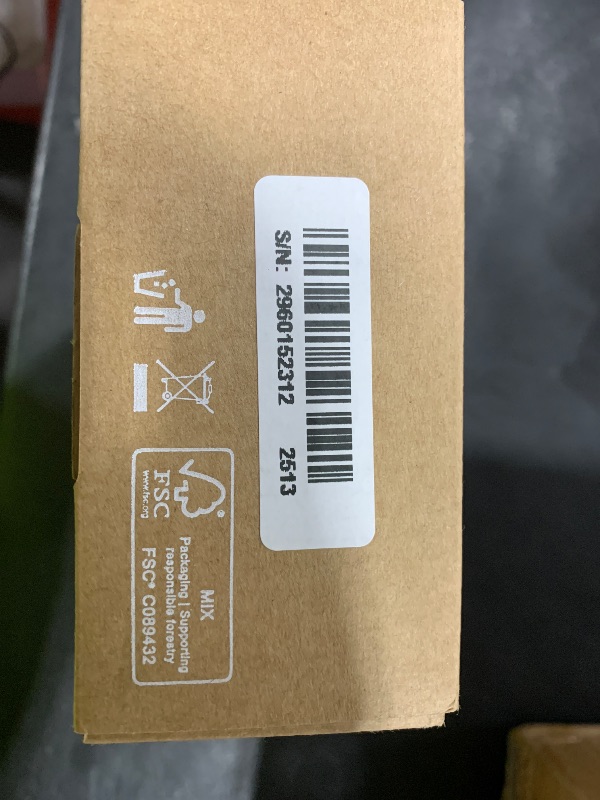 S/N: 2960152312 2513
FSC
www.fsc.org
MIX
Packaging | Supporting
responsible forestry
FSC® C089432